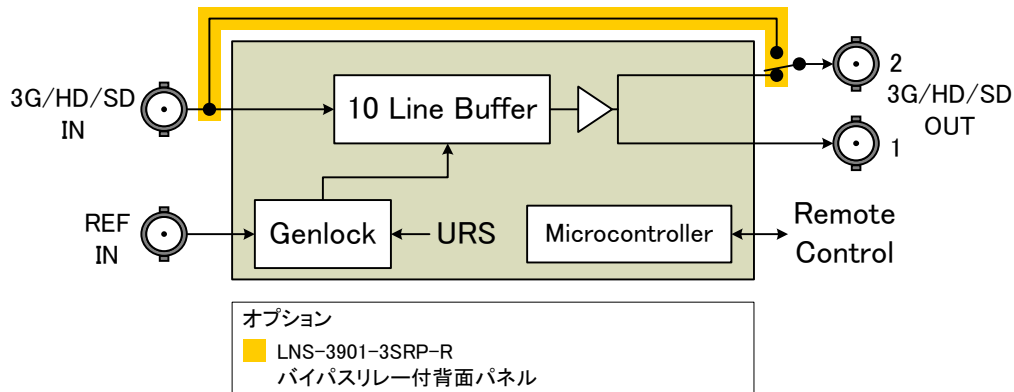 3G/HD/SD
IN
10 Line Buffer
2
3G/HD/SD
OUT
1
REF
IN
Genlock
URS
Microcontroller
Remote
Control
オプション
LNS-3901-3SRP-R
バイパスリレー付背面パネル